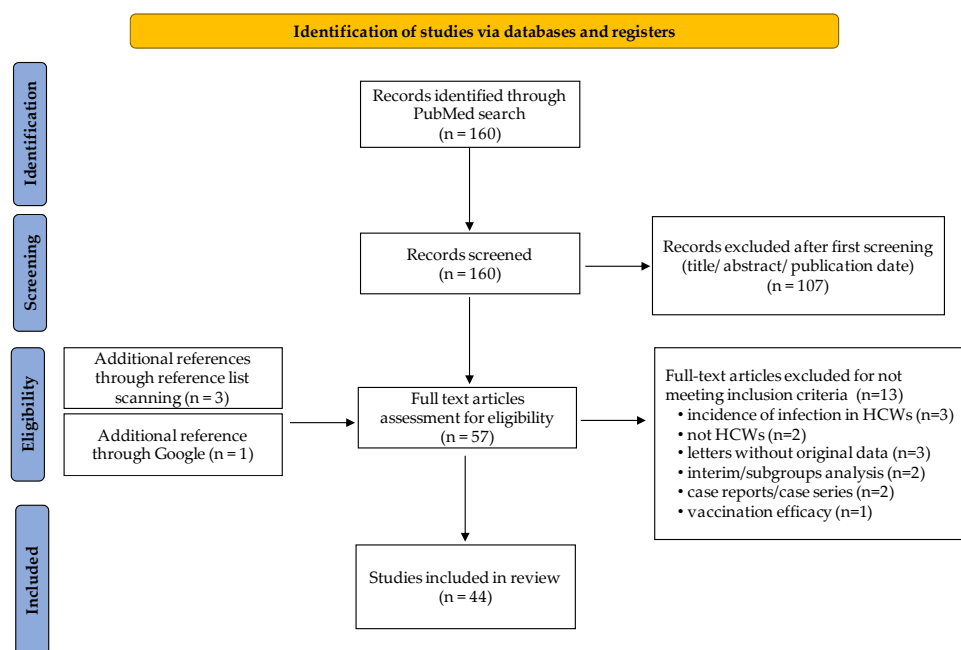 Identification of studies via databases and registers
Identification
Records identified through
PubMed search
(n = 160)
Screening
Records screened
(n = 160)
Records excluded after first screening
(title/ abstract/ publication date)
(n = 107)
Eligibility
Additional references
through reference list
scanning (n = 3)
Additional reference
through Google (n = 1)
Full text articles
assessment for eligibility
(n = 57)
Full-text articles excluded for not
meeting inclusion criteria (n=13)
• incidence of infection in HCWs (n=3)
• not HCWs (n=2)
• letters without original data (n=3)
• interim/subgroups analysis (n=2)
• case reports/case series (n=2)
• vaccination efficacy (n=1)
Included
Studies included in review
(n = 44)